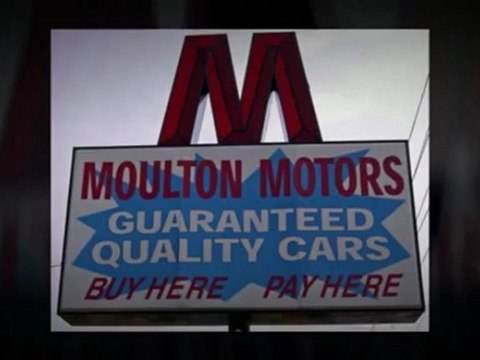 M
MOULTON MOTORS
GUARANTEED
QUALITY CARS
BUY HERE PAY HERE